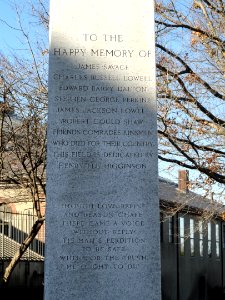 TO THE
HAPPY MEMORY OF
JAMES SAVAGE
CHARLES RUSSELL LOWELL
EDWARD BARRY DALTON
STEPHEN GEORGE PERKINS
JAMES JACKSON LOWELL
ROBERT GOULD SHAW
FRIENDS COMRADES KINSMEN
WHO DIED FOR THEIR COUNTRY
THIS FIELD IS DEDICATED BY
HENRY LEE HIGGINSON
THOUGH LOVE REPINE
AND REASON CHAFE
THERE CAME A VOICE
WITHOUT REPLY
TIS MAN'S PERDITION
TO BE SAFE
WHEN FOR THE TRUTH
HE OUGHT TO DIE